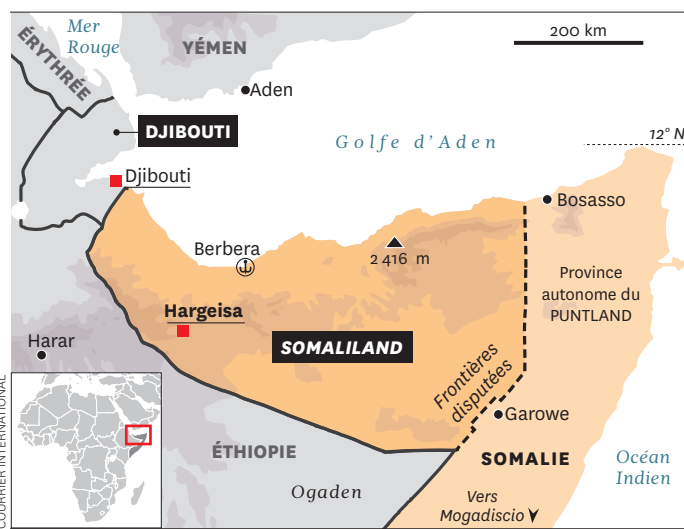 Mer
Rouge
YÉMEN
200 km
ÉRYTHRÉE
Aden
DJIBOUTI
Golfe d'Aden
12° N
Djibouti
Bosasso
Berbera
2 416 m
Province
autonome du
PUNTLAND
Hargeisa
Harar
SOMALILAND
Frontières
disputées
Garowe
ÉTHIOPIE
SOMALIE
Océan
Indien
Ogaden
Vers
Mogadiscio
COURRIER INTERNATIONAL